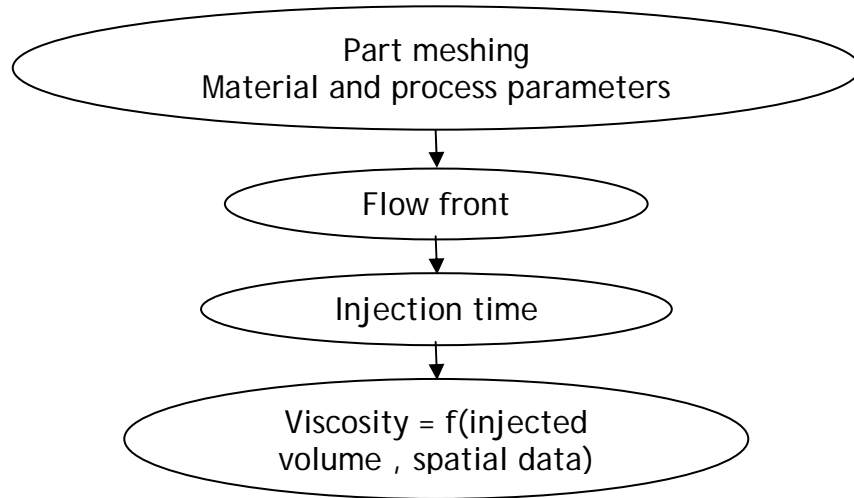 Part meshing
Material and process parameters
Flow front
Injection time
Viscosity = f(injected
volume , spatial data)